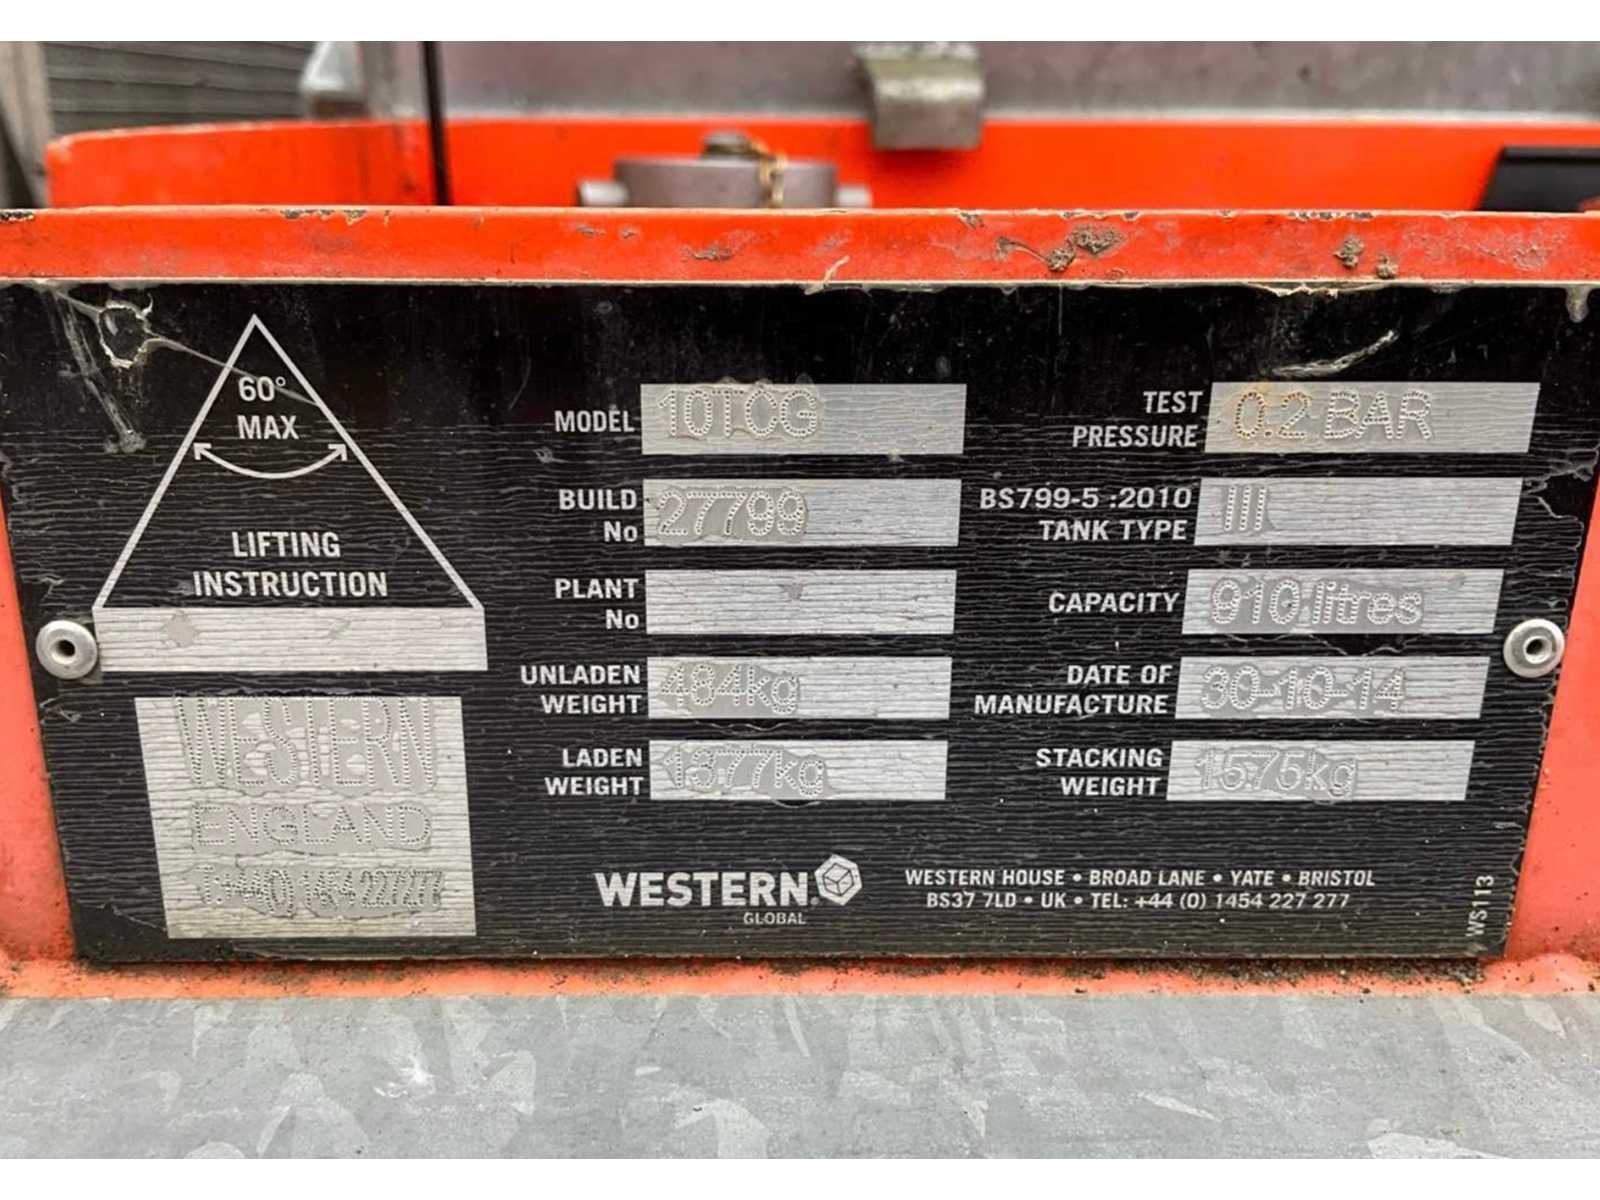 60°
MAX
LIFTING
INSTRUCTION
WESTERN
ENGLAND
T:+44(0) 1454 227277
MODEL 10TCG
BUILD
No 27799
PLANT
No
UNLADEN
WEIGHT 484kg
LADEN
WEIGHT 1377kg
TEST
PRESSURE 0.2 BAR
BS799-5 :2010
TANK TYPE III
CAPACITY 910 litres
DATE OF
MANUFACTURE 30-10-14
STACKING
WEIGHT 1575kg
WESTERN
GLOBAL
WESTERN HOUSE • BROAD LANE • YATE • BRISTOL
BS37 7LD • UK • TEL: +44 (0) 1454 227 277
WS113